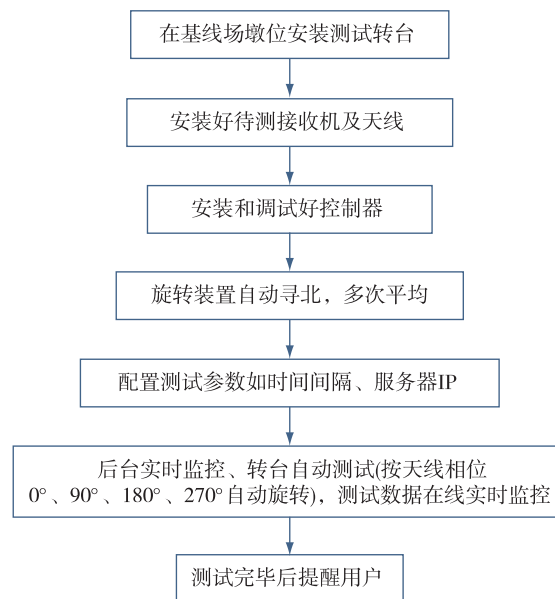 在基线场墩位安装测试转台
安装好待测接收机及天线
安装和调试好控制器
旋转装置自动寻北，多次平均
配置测试参数如时间间隔、服务器IP
后台实时监控、转台自动测试(按天线相位
0°、90°、180°、270°自动旋转)，测试数据在线实时监控
测试完毕后提醒用户